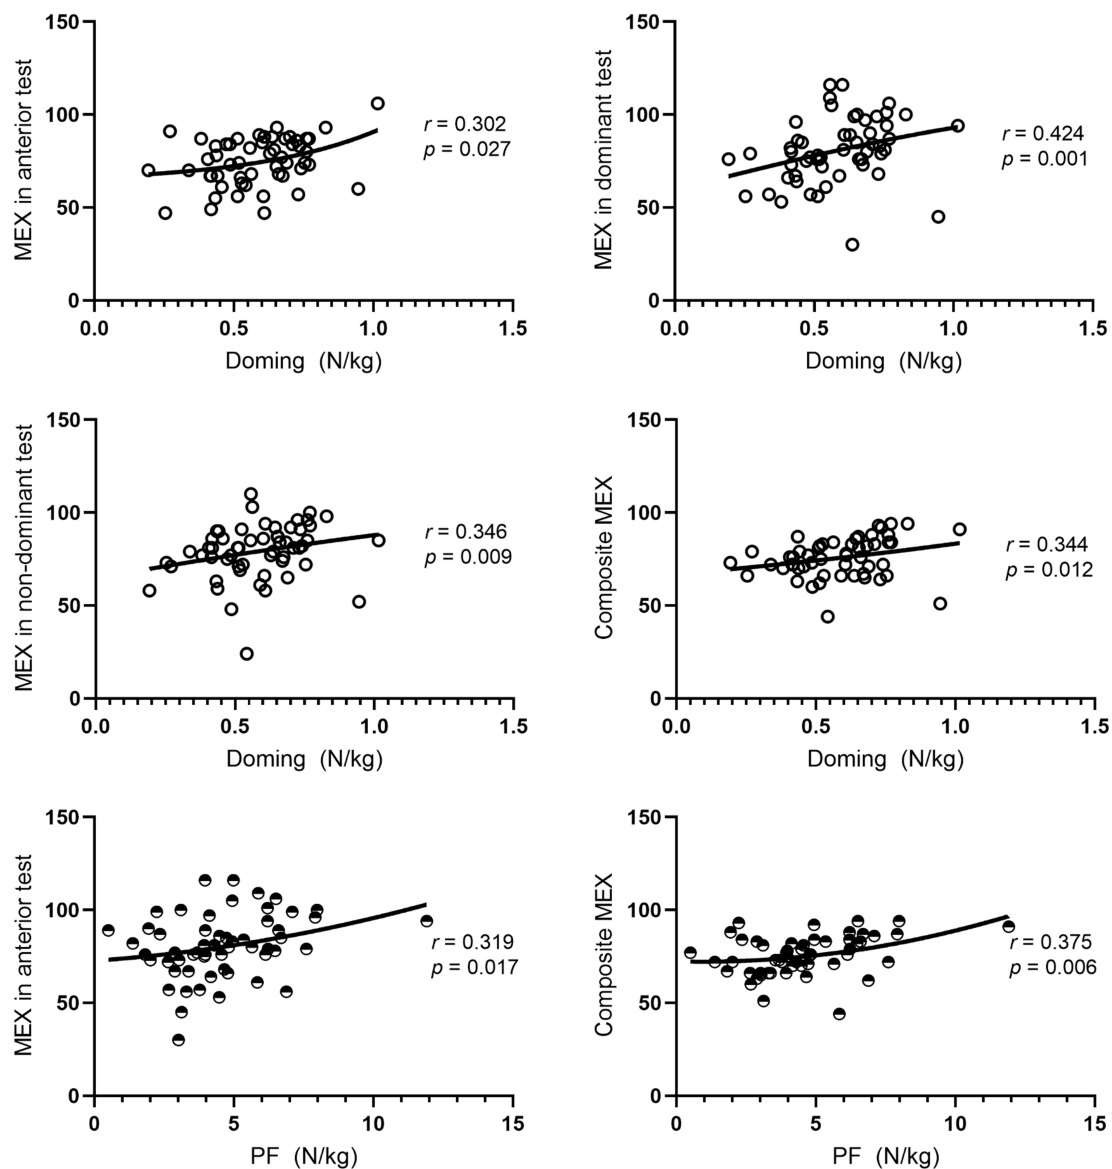 150
100
50
0
MEX in anterior test
r = 0.302
p = 0.027
0.0 0.5 1.0 1.5
Doming (N/kg)
150
100
50
0
MEX in dominant test
r = 0.424
p = 0.001
0.0 0.5 1.0 1.5
Doming (N/kg)
150
100
50
0
MEX in non-dominant test
r = 0.346
p = 0.009
0.0 0.5 1.0 1.5
Doming (N/kg)
150
100
50
0
Composite MEX
r = 0.344
p = 0.012
0.0 0.5 1.0 1.5
Doming (N/kg)
150
100
50
0
MEX in anterior test
r = 0.319
p = 0.017
0 5 10 15
PF (N/kg)
150
100
50
0
Composite MEX
r = 0.375
p = 0.006
0 5 10 15
PF (N/kg)